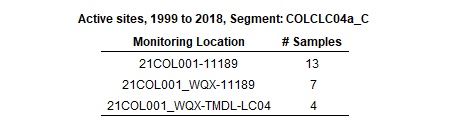 Active sites, 1999 to 2018, Segment: COLCLC04a_C
Monitoring Location # Samples
21COL001-11189 13
21COL001_WQX-11189 7
21COL001_WQX-TMDL-LC04 4